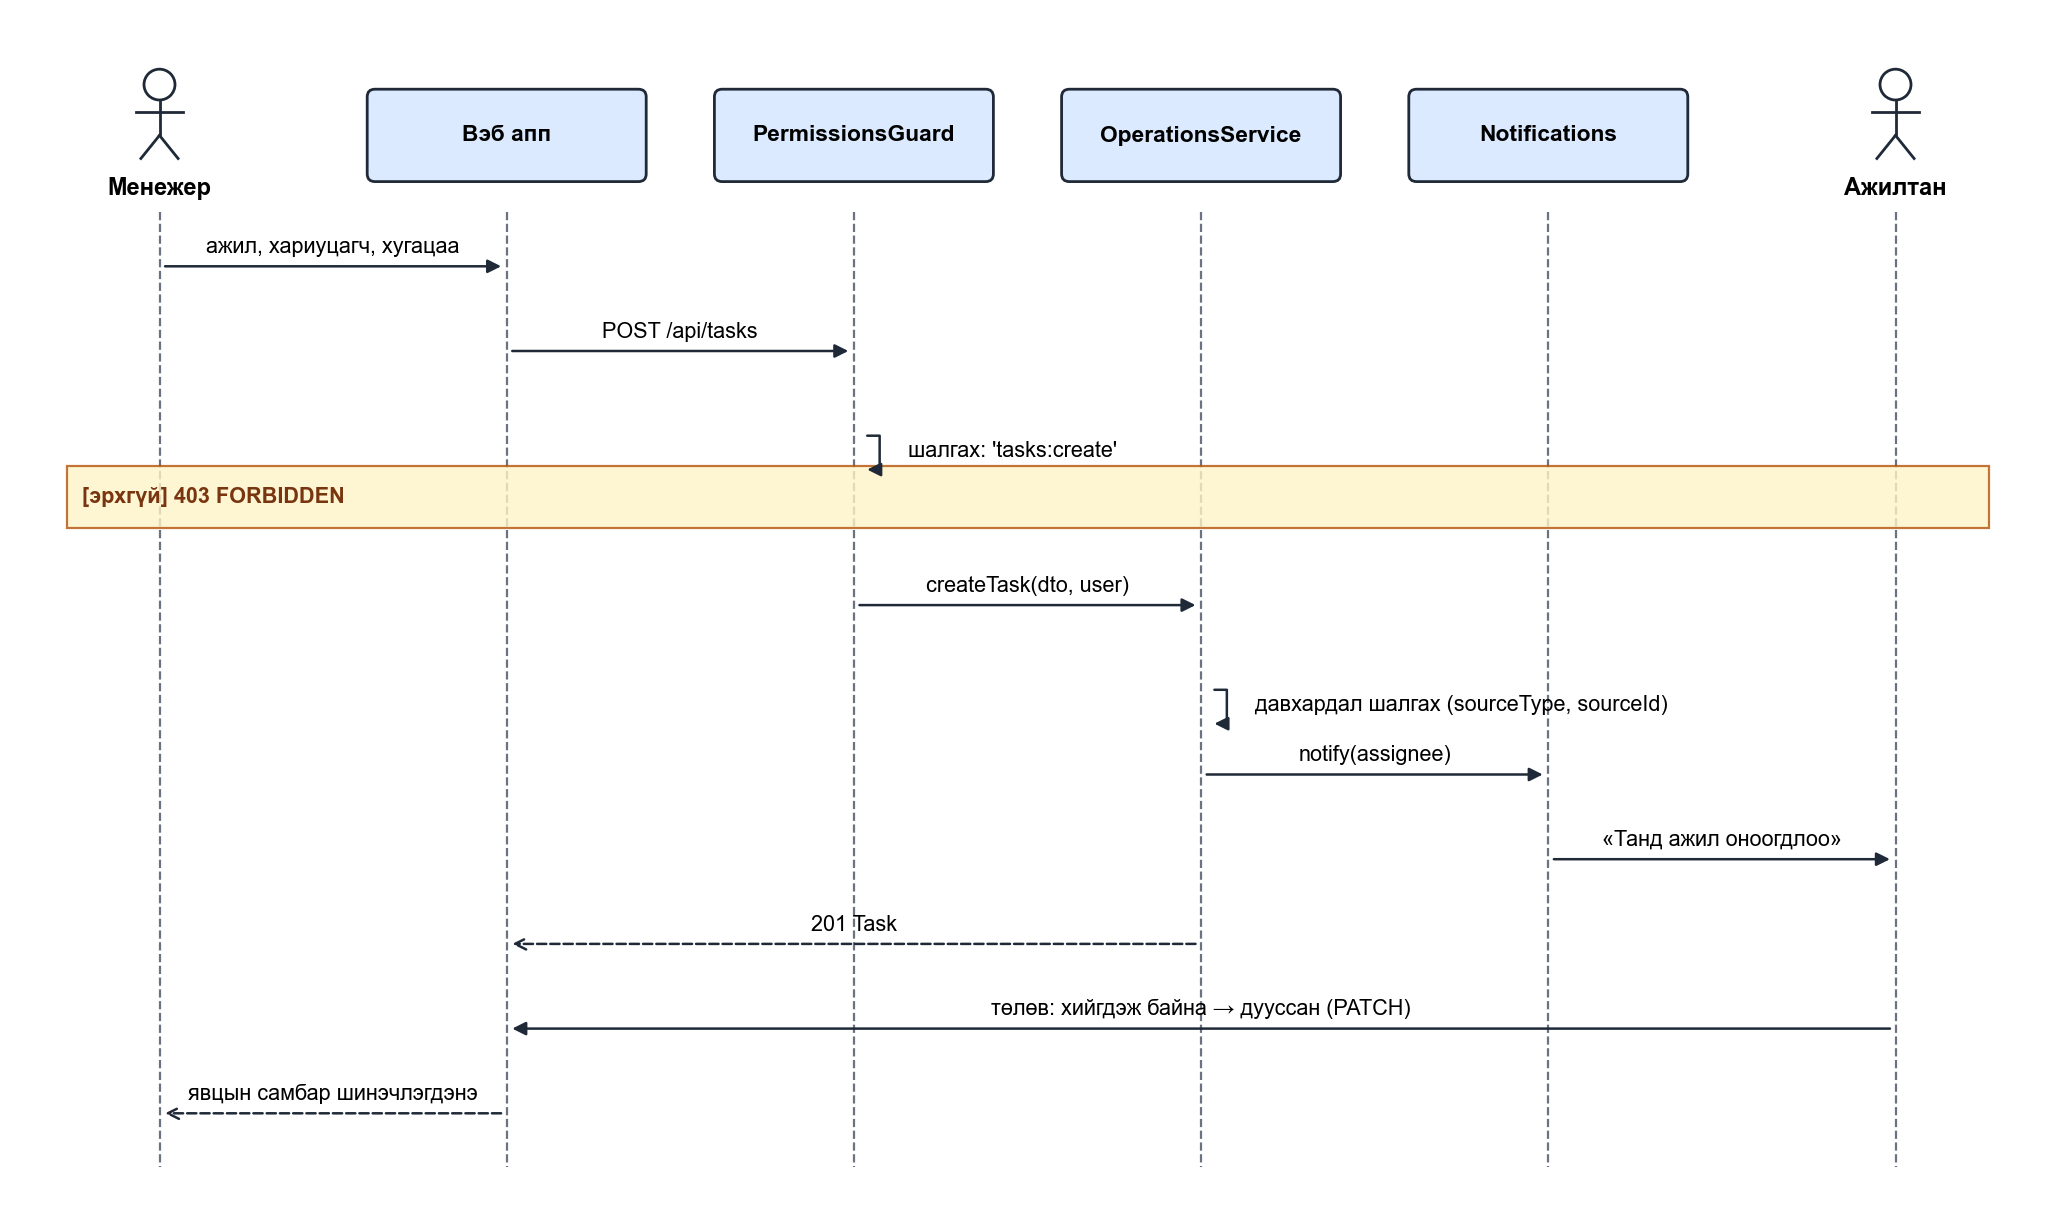 Менежер
Вэб апп
PermissionsGuard
OperationsService
Notifications
Ажилтан
ажил, хариуцагч, хугацаа
POST /api/tasks
шалгах: 'tasks:create'
[эрхгүй] 403 FORBIDDEN
createTask(dto, user)
давхардал шалгах (sourceType, sourceId)
notify(assignee)
«Танд ажил оноогдлоо»
201 Task
төлөв: хийгдэж байна → дууссан (PATCH)
явцын самбар шинэчлэгдэнэ